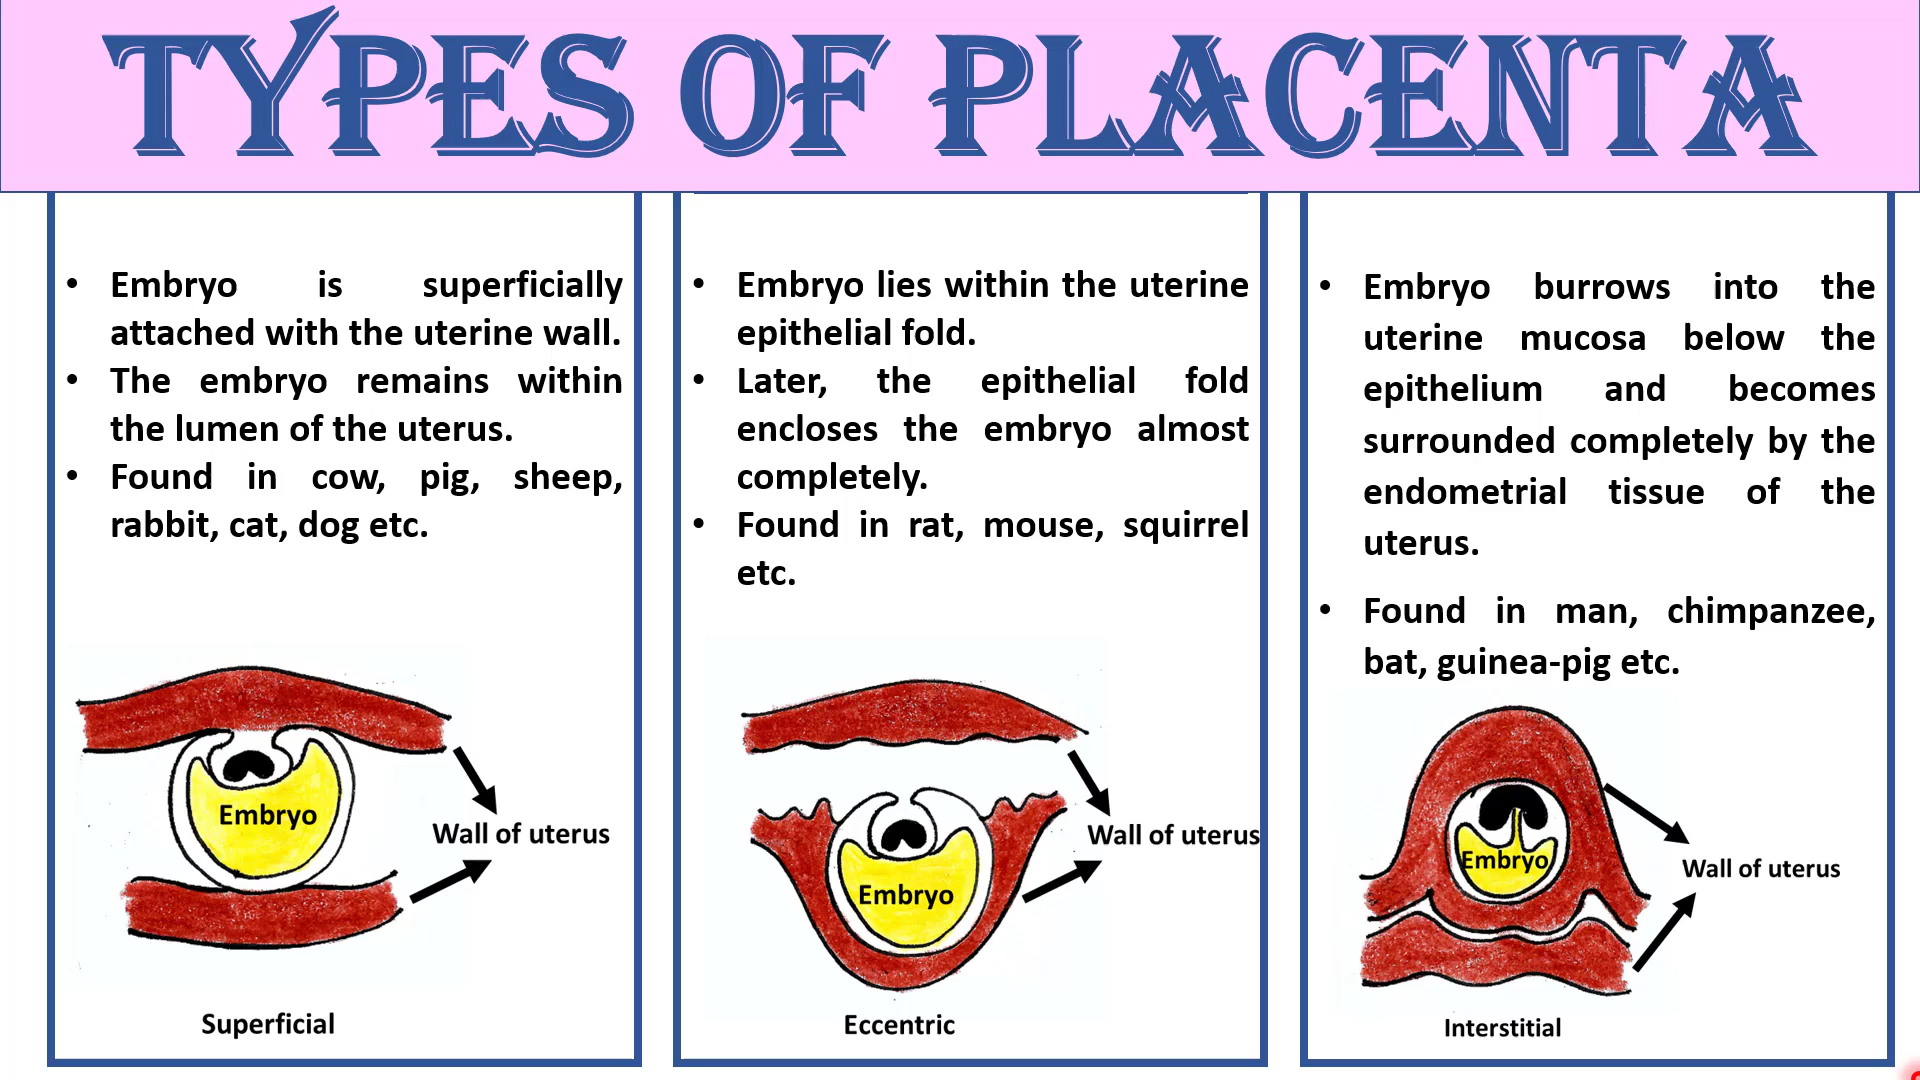 TYPES OF PLACENTA
• Embryo is superficially
attached with the uterine wall.
• The embryo remains within
the lumen of the uterus.
• Found in cow, pig, sheep,
rabbit, cat, dog etc.
Embryo
Wall of uterus
Superficial
• Embryo lies within the uterine
epithelial fold.
• Later, the epithelial fold
encloses the embryo almost
completely.
• Found in rat, mouse, squirrel
etc.
Wall of uterus
Embryo
Eccentric
• Embryo burrows into the
uterine mucosa below the
epithelium and becomes
surrounded completely by the
endometrial tissue of the
uterus.
• Found in man, chimpanzee,
bat, guinea-pig etc.
Embryo
Wall of uterus
Interstitial